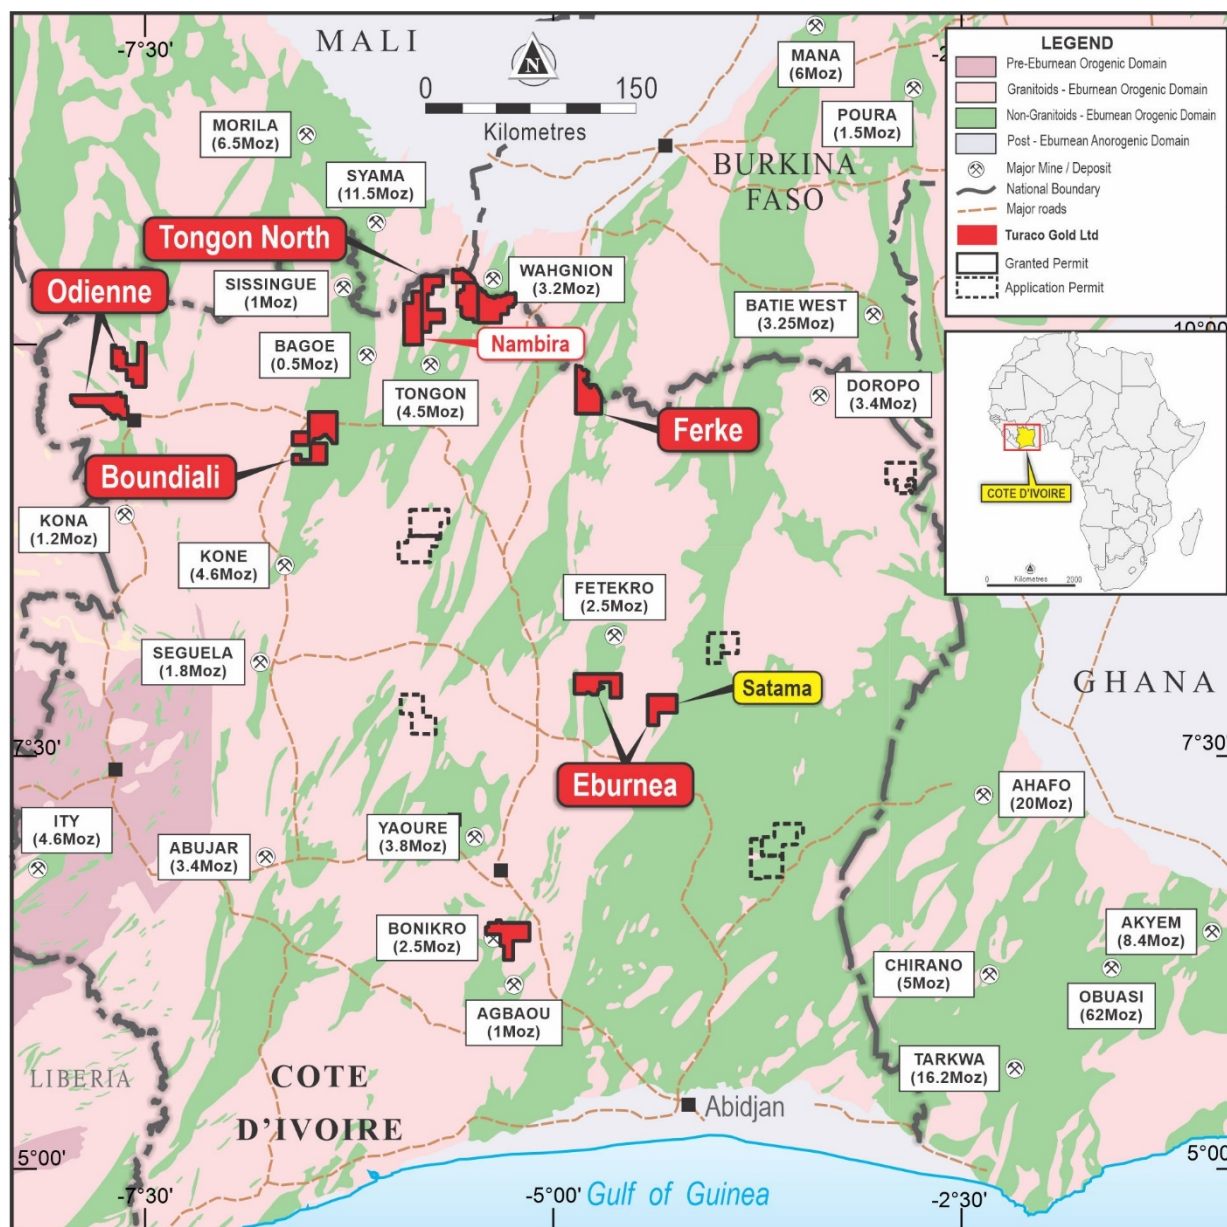 -7°30'
MALI
N
0 150
Kilometres
MANA
(6Moz)
POURA
(1.5Moz)
BURKINA
FASO
MORILA
(6.5Moz)
SYAMA
(11.5Moz)
Tongon North
Odienne
SISSINGUE
(1Moz)
WAHGNION
(3.2Moz)
BATIE WEST
(3.25Moz)
Nambira
BAGOE
(0.5Moz)
TONGON
(4.5Moz)
DOROPO
(3.4Moz)
Ferke
Boundiali
KONA
(1.2Moz)
KONE
(4.6Moz)
FETEKRO
(2.5Moz)
SEGUELA
(1.8Moz)
Satama
GHANA
7°30'
7°30'
Eburnea
AHAFO
(20Moz)
ITY
(4.6Moz)
ABUJAR
(3.4Moz)
YAOURE
(3.8Moz)
BONIKRO
(2.5Moz)
AGBAOU
(1Moz)
AKYEM
(8.4Moz)
CHIRANO
(5Moz)
OBUASI
(62Moz)
TARKWA
(16.2Moz)
LIBERIA
COTE
D'IVOIRE
Abidjan
5°00'
5°00'
-7°30'
-5°00'
Gulf of Guinea
-2°30'
LEGEND
Pre-Eburnean Orogenic Domain
Granitoids - Eburnean Orogenic Domain
Non-Granitoids - Eburnean Orogenic Domain
Post - Eburnean Anorogenic Domain
Major Mine / Deposit
National Boundary
Major roads
Turaco Gold Ltd
Granted Permit
Application Permit
10°00'
COTE D'IVOIRE
0 Kilometres 2000